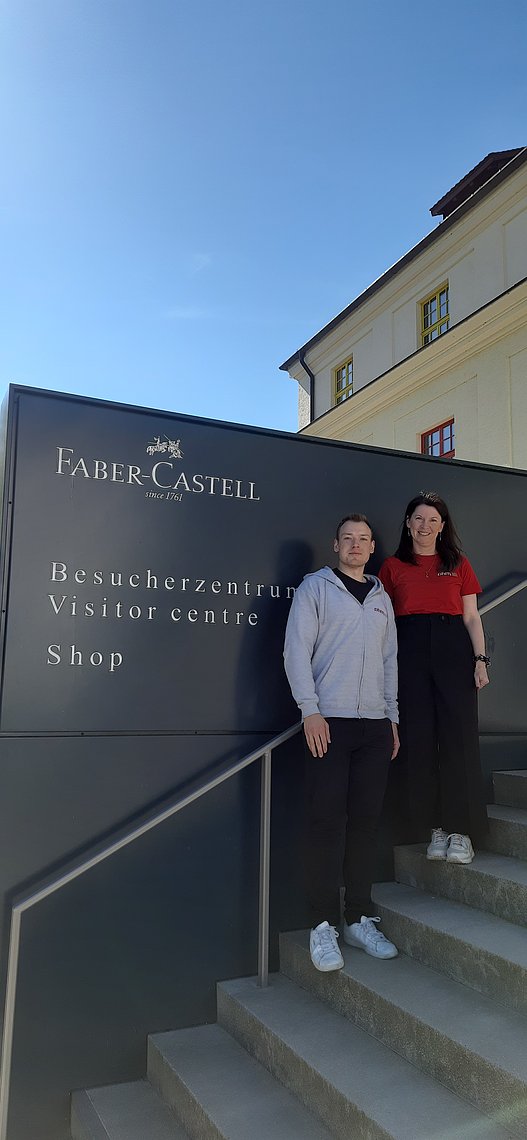 FABER-CASTELL
since 1761
Besucherzentrum
Visitor centre
Shop